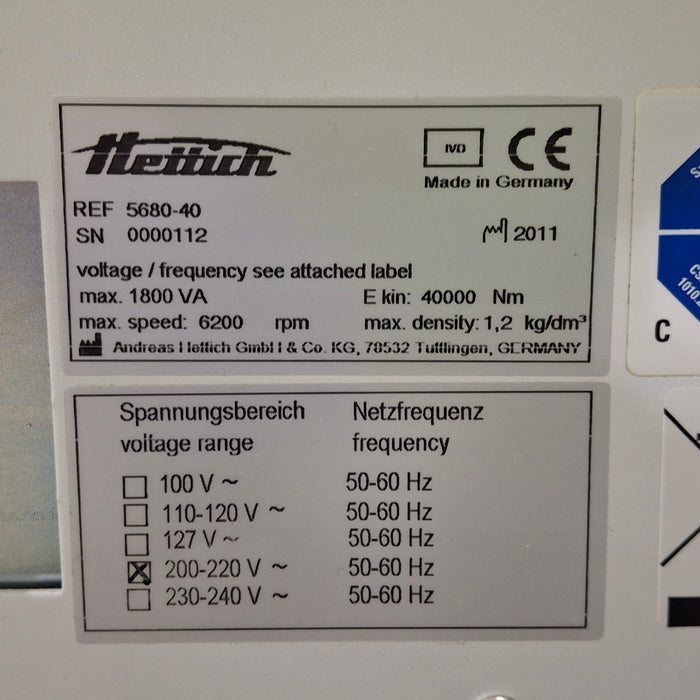 Hettich
IVD CE
Made in Germany
REF 5680-40
SN 0000112
2011
voltage / frequency see attached label
max. 1800 VA E kin: 40000 Nm
max. speed: 6200 rpm max. density: 1,2 kg/dm³
Andreas Hettich GmbH & Co. KG, 78532 Tuttlingen, GERMANY
Spannungsbereich Netzfrequenz
voltage range frequency
100 V ~ 50-60 Hz
110-120 V ~ 50-60 Hz
127 V ~ 50-60 Hz
200-220 V ~ 50-60 Hz
230-240 V ~ 50-60 Hz
C